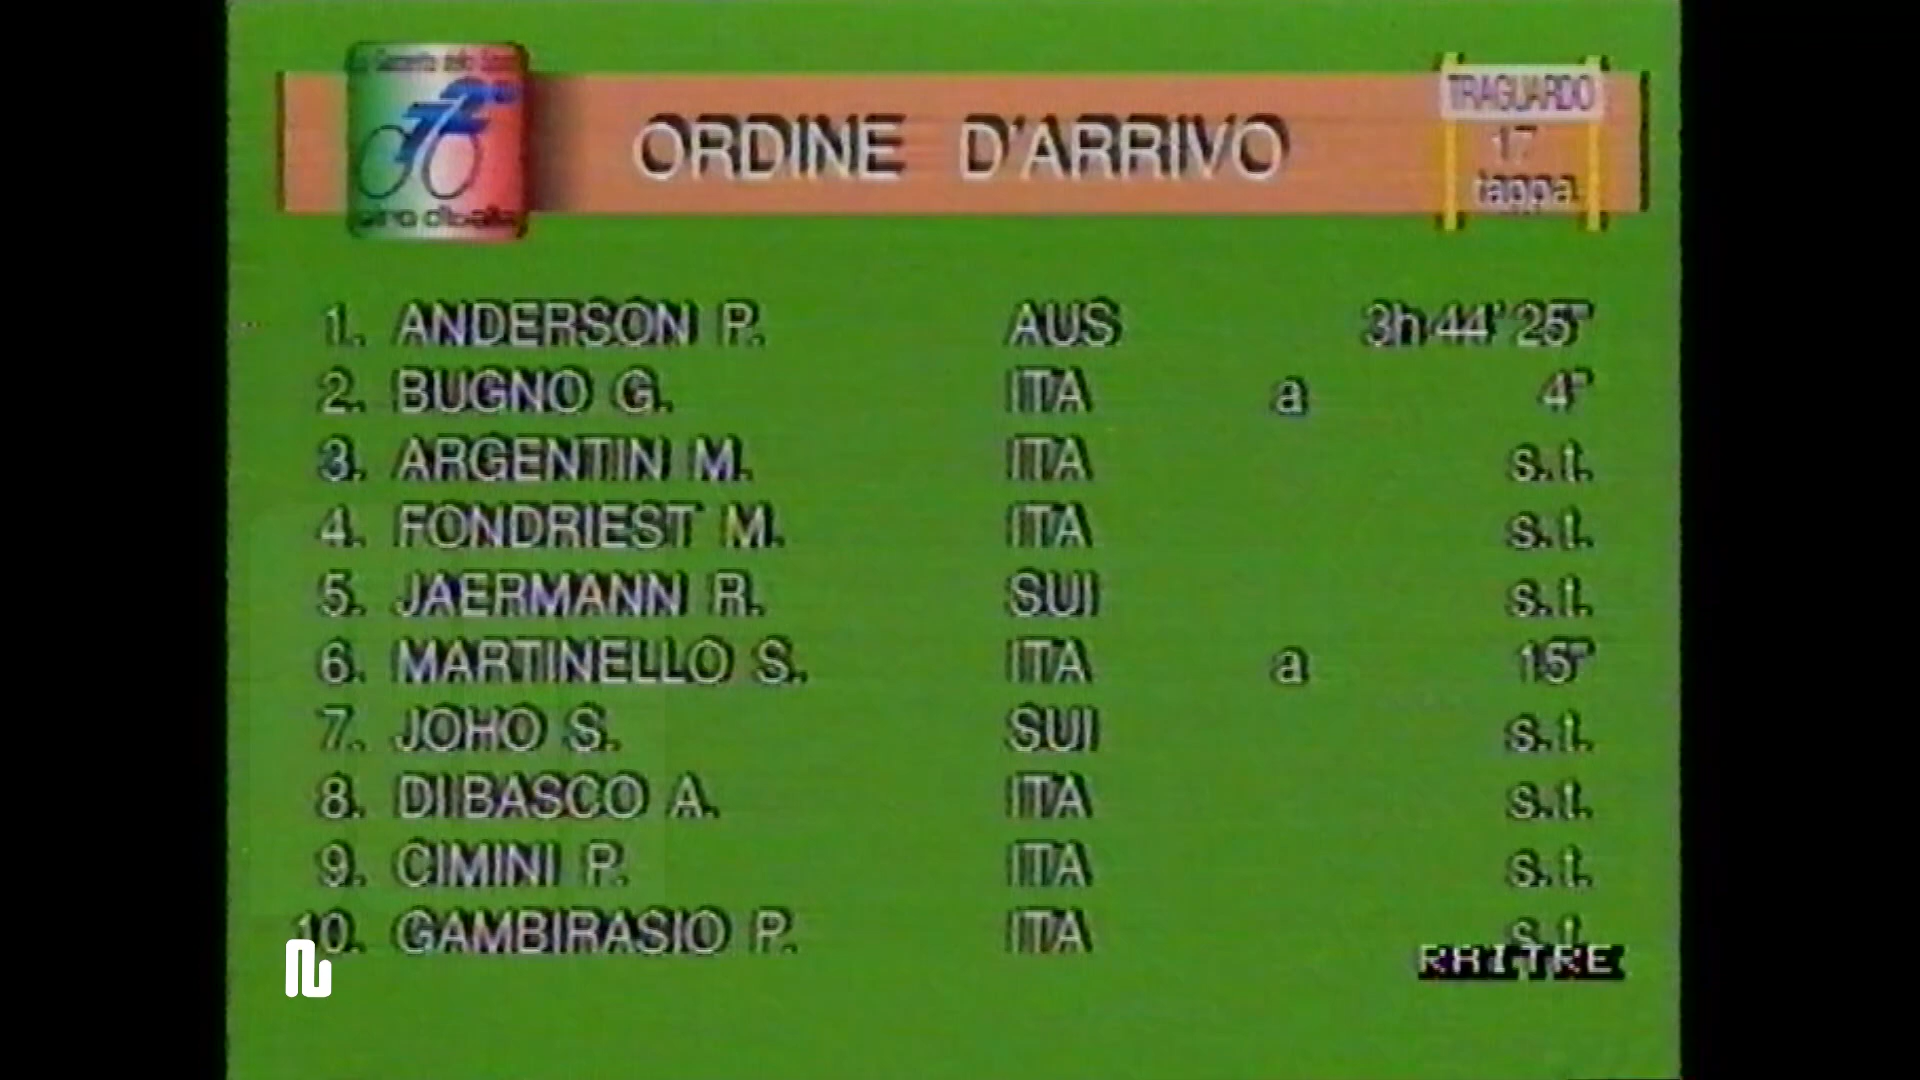 ORDINE D'ARRIVO
TRAGUARDO
17
tappa
1. ANDERSON P. AUS 3h 44' 25"
2. BUGNO G. ITA a 4"
3. ARGENTIN M. ITA s.t.
4. FONDRIEST M. ITA s.t.
5. JAERMANN R. SUI s.t.
6. MARTINELLO S. ITA a 15"
7. JOHO S. SUI s.t.
8. DI BASCO A. ITA s.t.
9. CIMINI P. ITA s.t.
10. GAMBIRASIO P. ITA s.t.
RAITRE